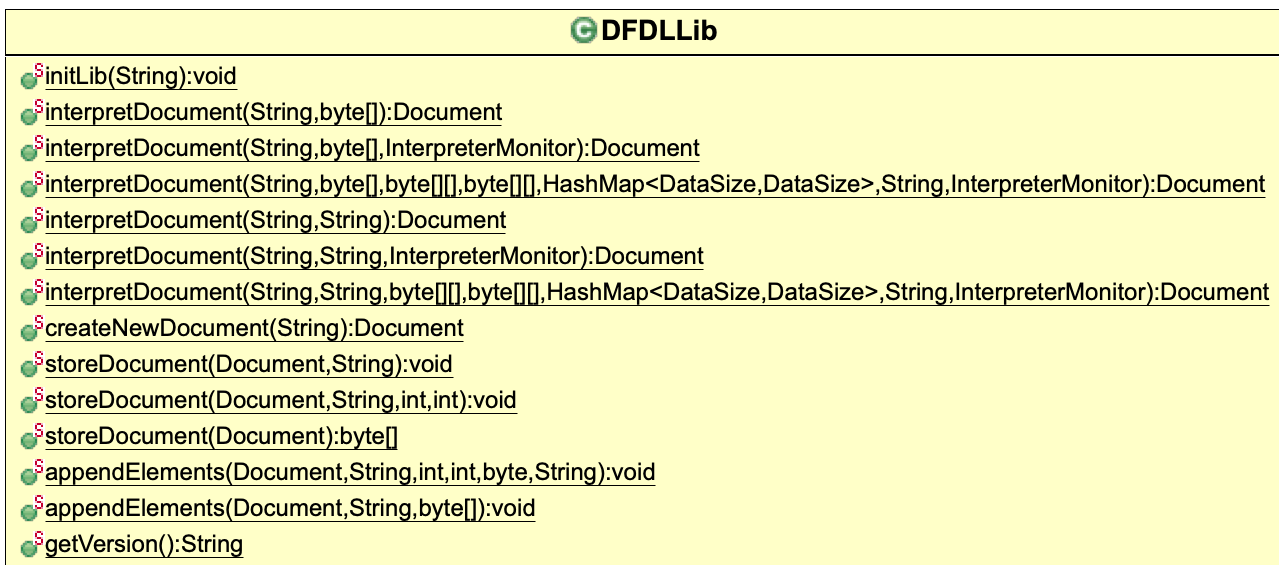 C DFDLLib
S initLib(String):void
S interpretDocument(String,byte[]):Document
S interpretDocument(String,byte[],InterpreterMonitor):Document
S interpretDocument(String,byte[],byte[][],byte[][],HashMap<DataSize,DataSize>,String,InterpreterMonitor):Document
S interpretDocument(String,String):Document
S interpretDocument(String,String,InterpreterMonitor):Document
S interpretDocument(String,String,byte[][],byte[][],HashMap<DataSize,DataSize>,String,InterpreterMonitor):Document
S createNewDocument(String):Document
S storeDocument(Document,String):void
S storeDocument(Document,String,int,int):void
S storeDocument(Document):byte[]
S appendElements(Document,String,int,int,byte,String):void
S appendElements(Document,String,byte[]):void
S getVersion():String